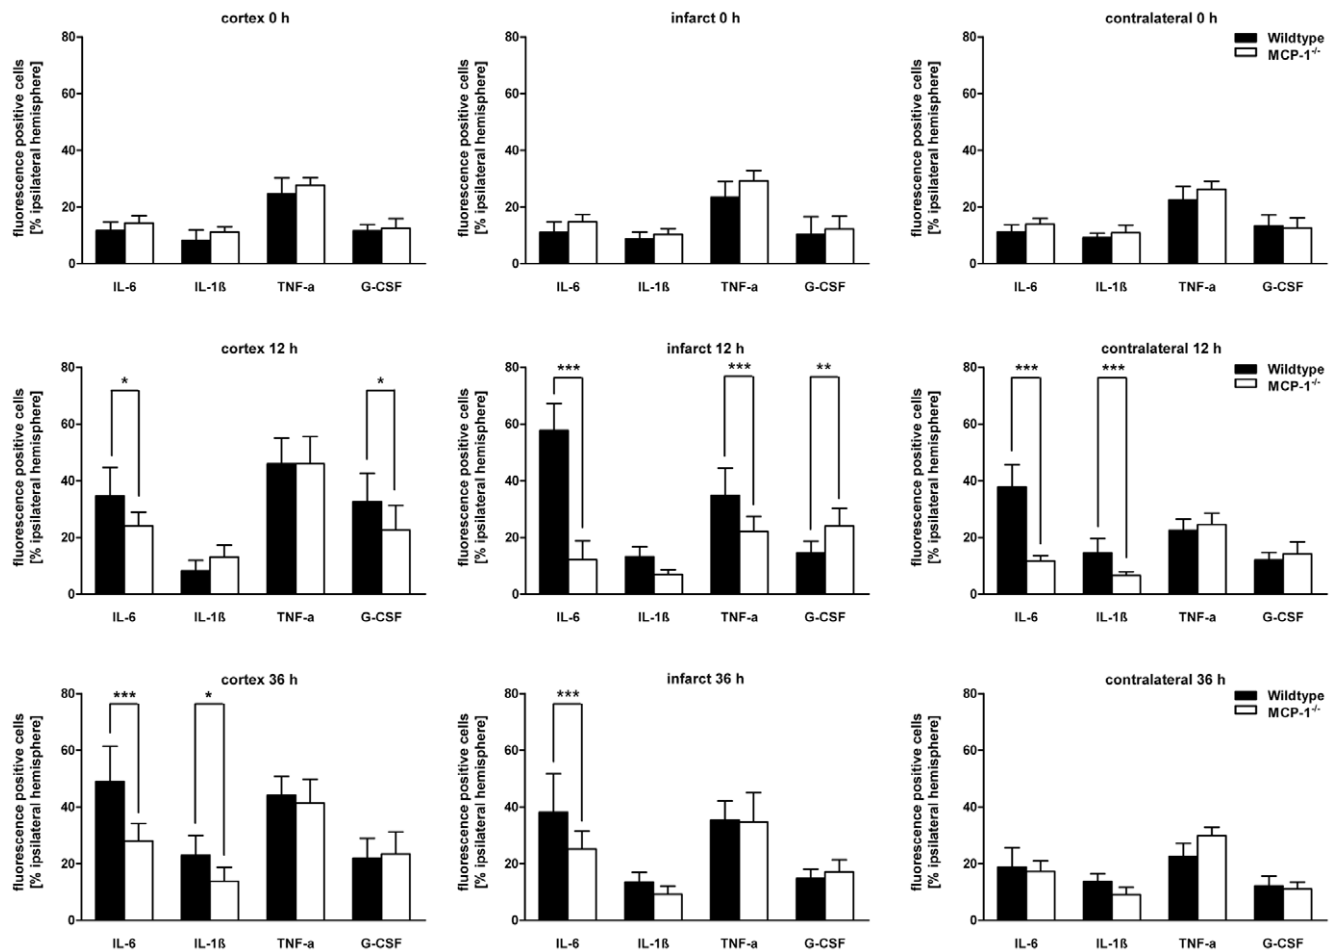 cortex 0 h
fluorescence positive cells
[% ipsilateral hemisphere]
80
60
40
20
0
IL-6 IL-1ß TNF-a G-CSF
infarct 0 h
fluorescence positive cells
[% ipsilateral hemisphere]
80
60
40
20
0
IL-6 IL-1ß TNF-a G-CSF
contralateral 0 h
Wildtype
MCP-1-/-
fluorescence positive cells
[% ipsilateral hemisphere]
80
60
40
20
0
IL-6 IL-1ß TNF-a G-CSF
cortex 12 h
fluorescence positive cells
[% ipsilateral hemisphere]
80
60
40
20
0
* *
IL-6 IL-1ß TNF-a G-CSF
infarct 12 h
fluorescence positive cells
[% ipsilateral hemisphere]
80
60
40
20
0
*** *** **
IL-6 IL-1ß TNF-a G-CSF
contralateral 12 h
Wildtype
MCP-1-/-
fluorescence positive cells
[% ipsilateral hemisphere]
80
60
40
20
0
*** ***
IL-6 IL-1ß TNF-a G-CSF
cortex 36 h
fluorescence positive cells
[% ipsilateral hemisphere]
80
60
40
20
0
*** *
IL-6 IL-1ß TNF-a G-CSF
infarct 36 h
fluorescence positive cells
[% ipsilateral hemisphere]
80
60
40
20
0
***
IL-6 IL-1ß TNF-a G-CSF
contralateral 36 h
Wildtype
MCP-1-/-
fluorescence positive cells
[% ipsilateral hemisphere]
80
60
40
20
0
IL-6 IL-1ß TNF-a G-CSF